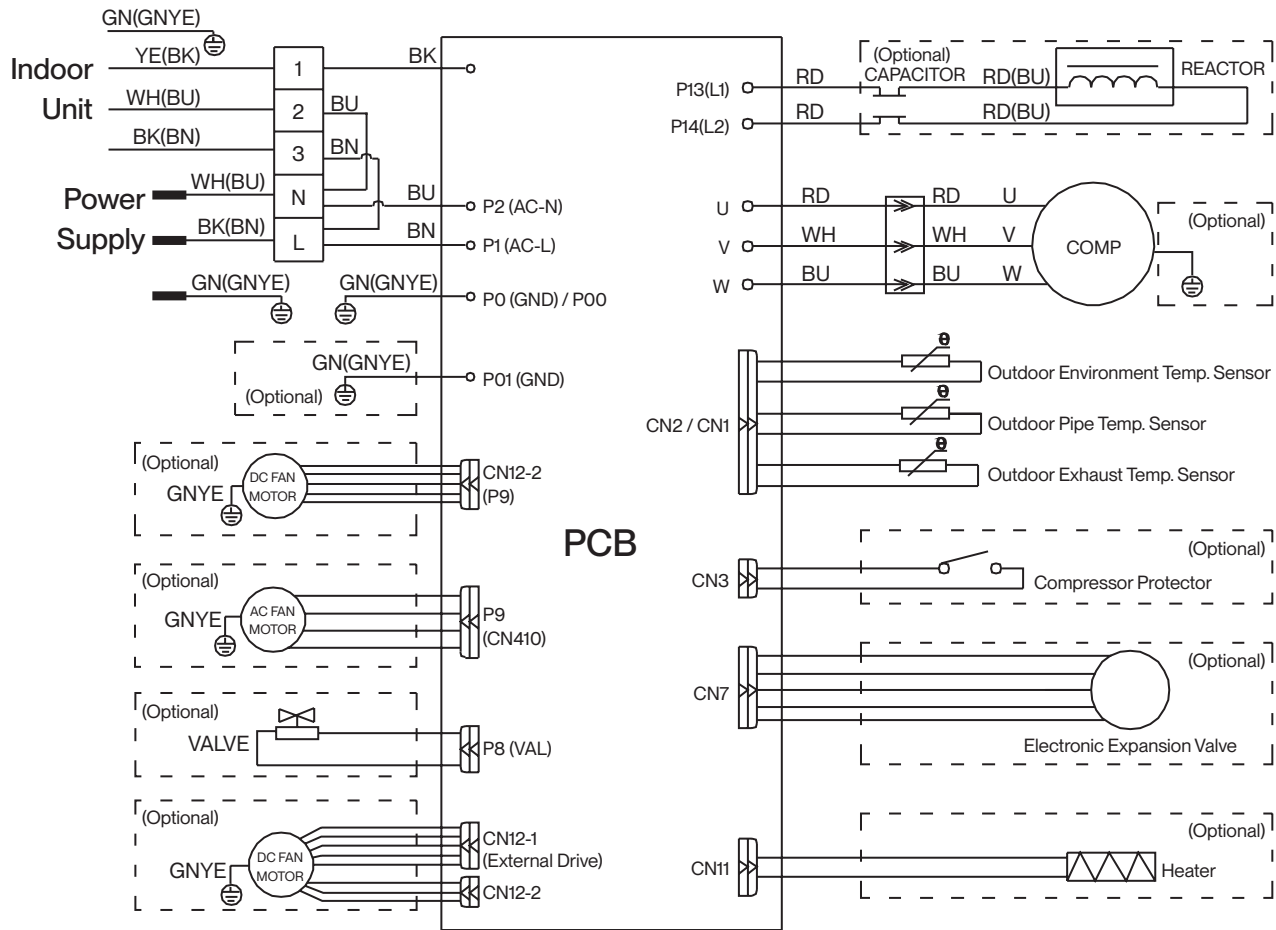 GN(GNYE)
Indoor
Unit
YE(BK)
WH(BU)
BK(BN)
1
2
3
N
L
BK
BU
BN
Power
Supply
WH(BU)
BK(BN)
BU
BN
P2 (AC-N)
P1 (AC-L)
GN(GNYE)
GN(GNYE)
P0 (GND) / P00
GN(GNYE)
(Optional)
P01 (GND)
(Optional)
DC FAN
MOTOR
GNYE
CN12-2
(P9)
(Optional)
AC FAN
MOTOR
GNYE
P9
(CN410)
(Optional)
VALVE
P8 (VAL)
(Optional)
DC FAN
MOTOR
GNYE
CN12-1
(External Drive)
CN12-2
PCB
P13(L1)
P14(L2)
RD
RD
(Optional)
CAPACITOR
RD(BU)
RD(BU)
REACTOR
U
V
W
RD
WH
BU
RD
WH
BU
U
V
W
COMP
(Optional)
CN2 / CN1
θ
Outdoor Environment Temp. Sensor
θ
Outdoor Pipe Temp. Sensor
θ
Outdoor Exhaust Temp. Sensor
CN3
(Optional)
Compressor Protector
CN7
(Optional)
Electronic Expansion Valve
CN11
(Optional)
Heater